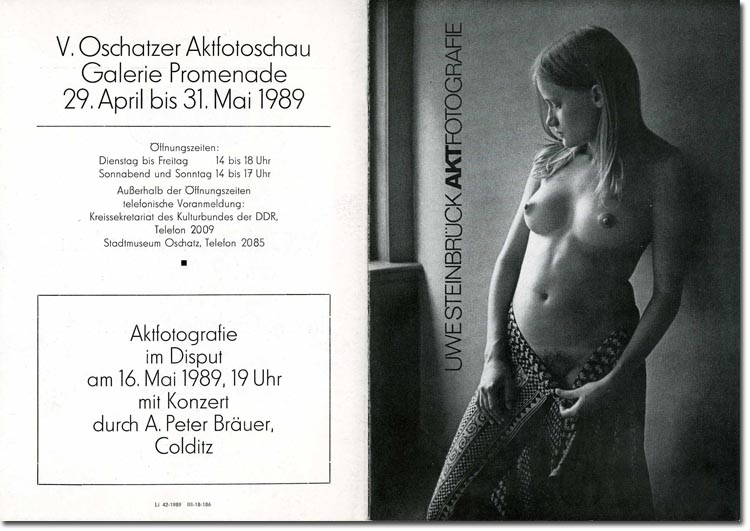 V. Oschatzer Aktfotoschau
Galerie Promenade
29. April bis 31. Mai 1989
Öffnungszeiten:
Dienstag bis Freitag 14 bis 18 Uhr
Sonnabend und Sonntag 14 bis 17 Uhr
Außerhalb der Öffnungszeiten
telefonische Voranmeldung:
Kreissekretariat des Kulturbundes der DDR,
Telefon 2009
Stadtmuseum Oschatz, Telefon 2085
Aktfotografie
im Disput
am 16. Mai 1989, 19 Uhr
mit Konzert
durch A. Peter Bräuer,
Colditz
Li 42-1989 III-18-186
UWE STEINBRÜCK AKTFOTOGRAFIE